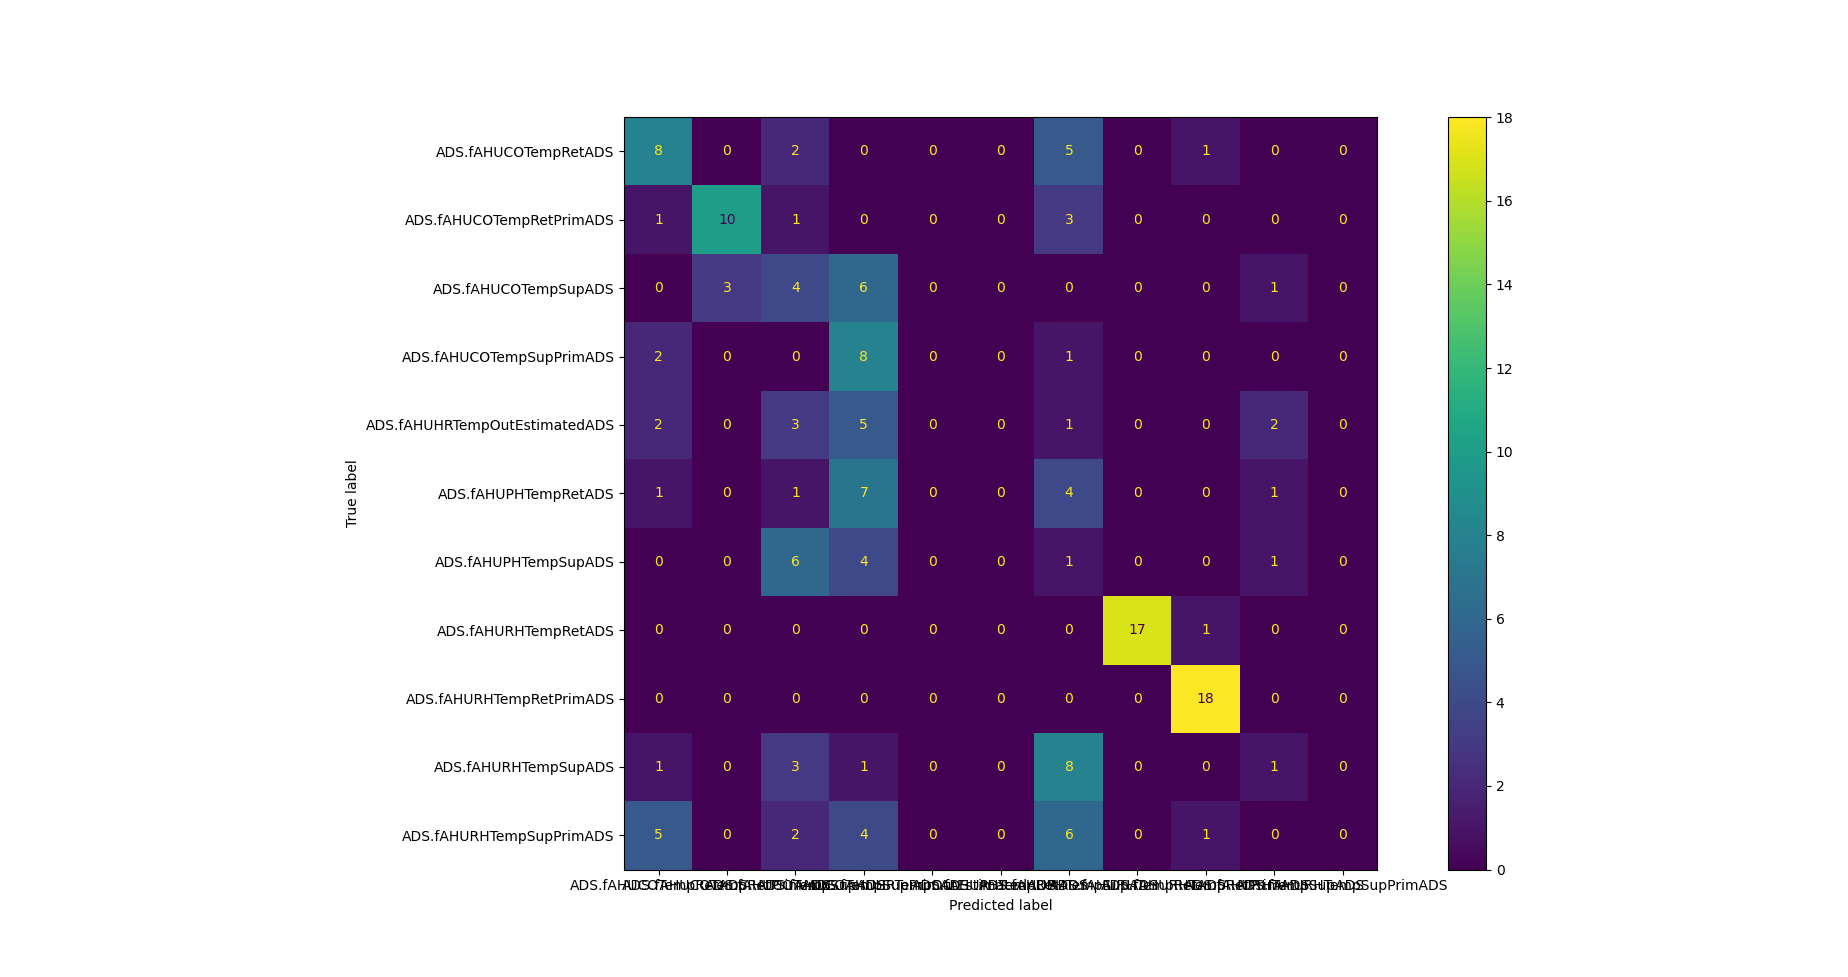 ADS.fAHUCOTempRetADS 8 0 2 0 0 0 5 0 1 0 0
ADS.fAHUCOTempRetPrimADS 1 10 1 0 0 0 3 0 0 0 0
ADS.fAHUCOTempSupADS 0 3 4 6 0 0 0 0 0 1 0
ADS.fAHUCOTempSupPrimADS 2 0 0 8 0 0 1 0 0 0 0
ADS.fAHUHRTempOutEstimatedADS 2 0 3 5 0 0 1 0 0 2 0
ADS.fAHUPHTempRetADS 1 0 1 7 0 0 4 0 0 1 0
ADS.fAHUPHTempSupADS 0 0 6 4 0 0 1 0 0 1 0
ADS.fAHURHTempRetADS 0 0 0 0 0 0 0 17 1 0 0
ADS.fAHURHTempRetPrimADS 0 0 0 0 0 0 0 0 18 0 0
ADS.fAHURHTempSupADS 1 0 3 1 0 0 8 0 0 1 0
ADS.fAHURHTempSupPrimADS 5 0 2 4 0 0 6 0 1 0 0
True label
Predicted label
18
16
14
12
10
8
6
4
2
0